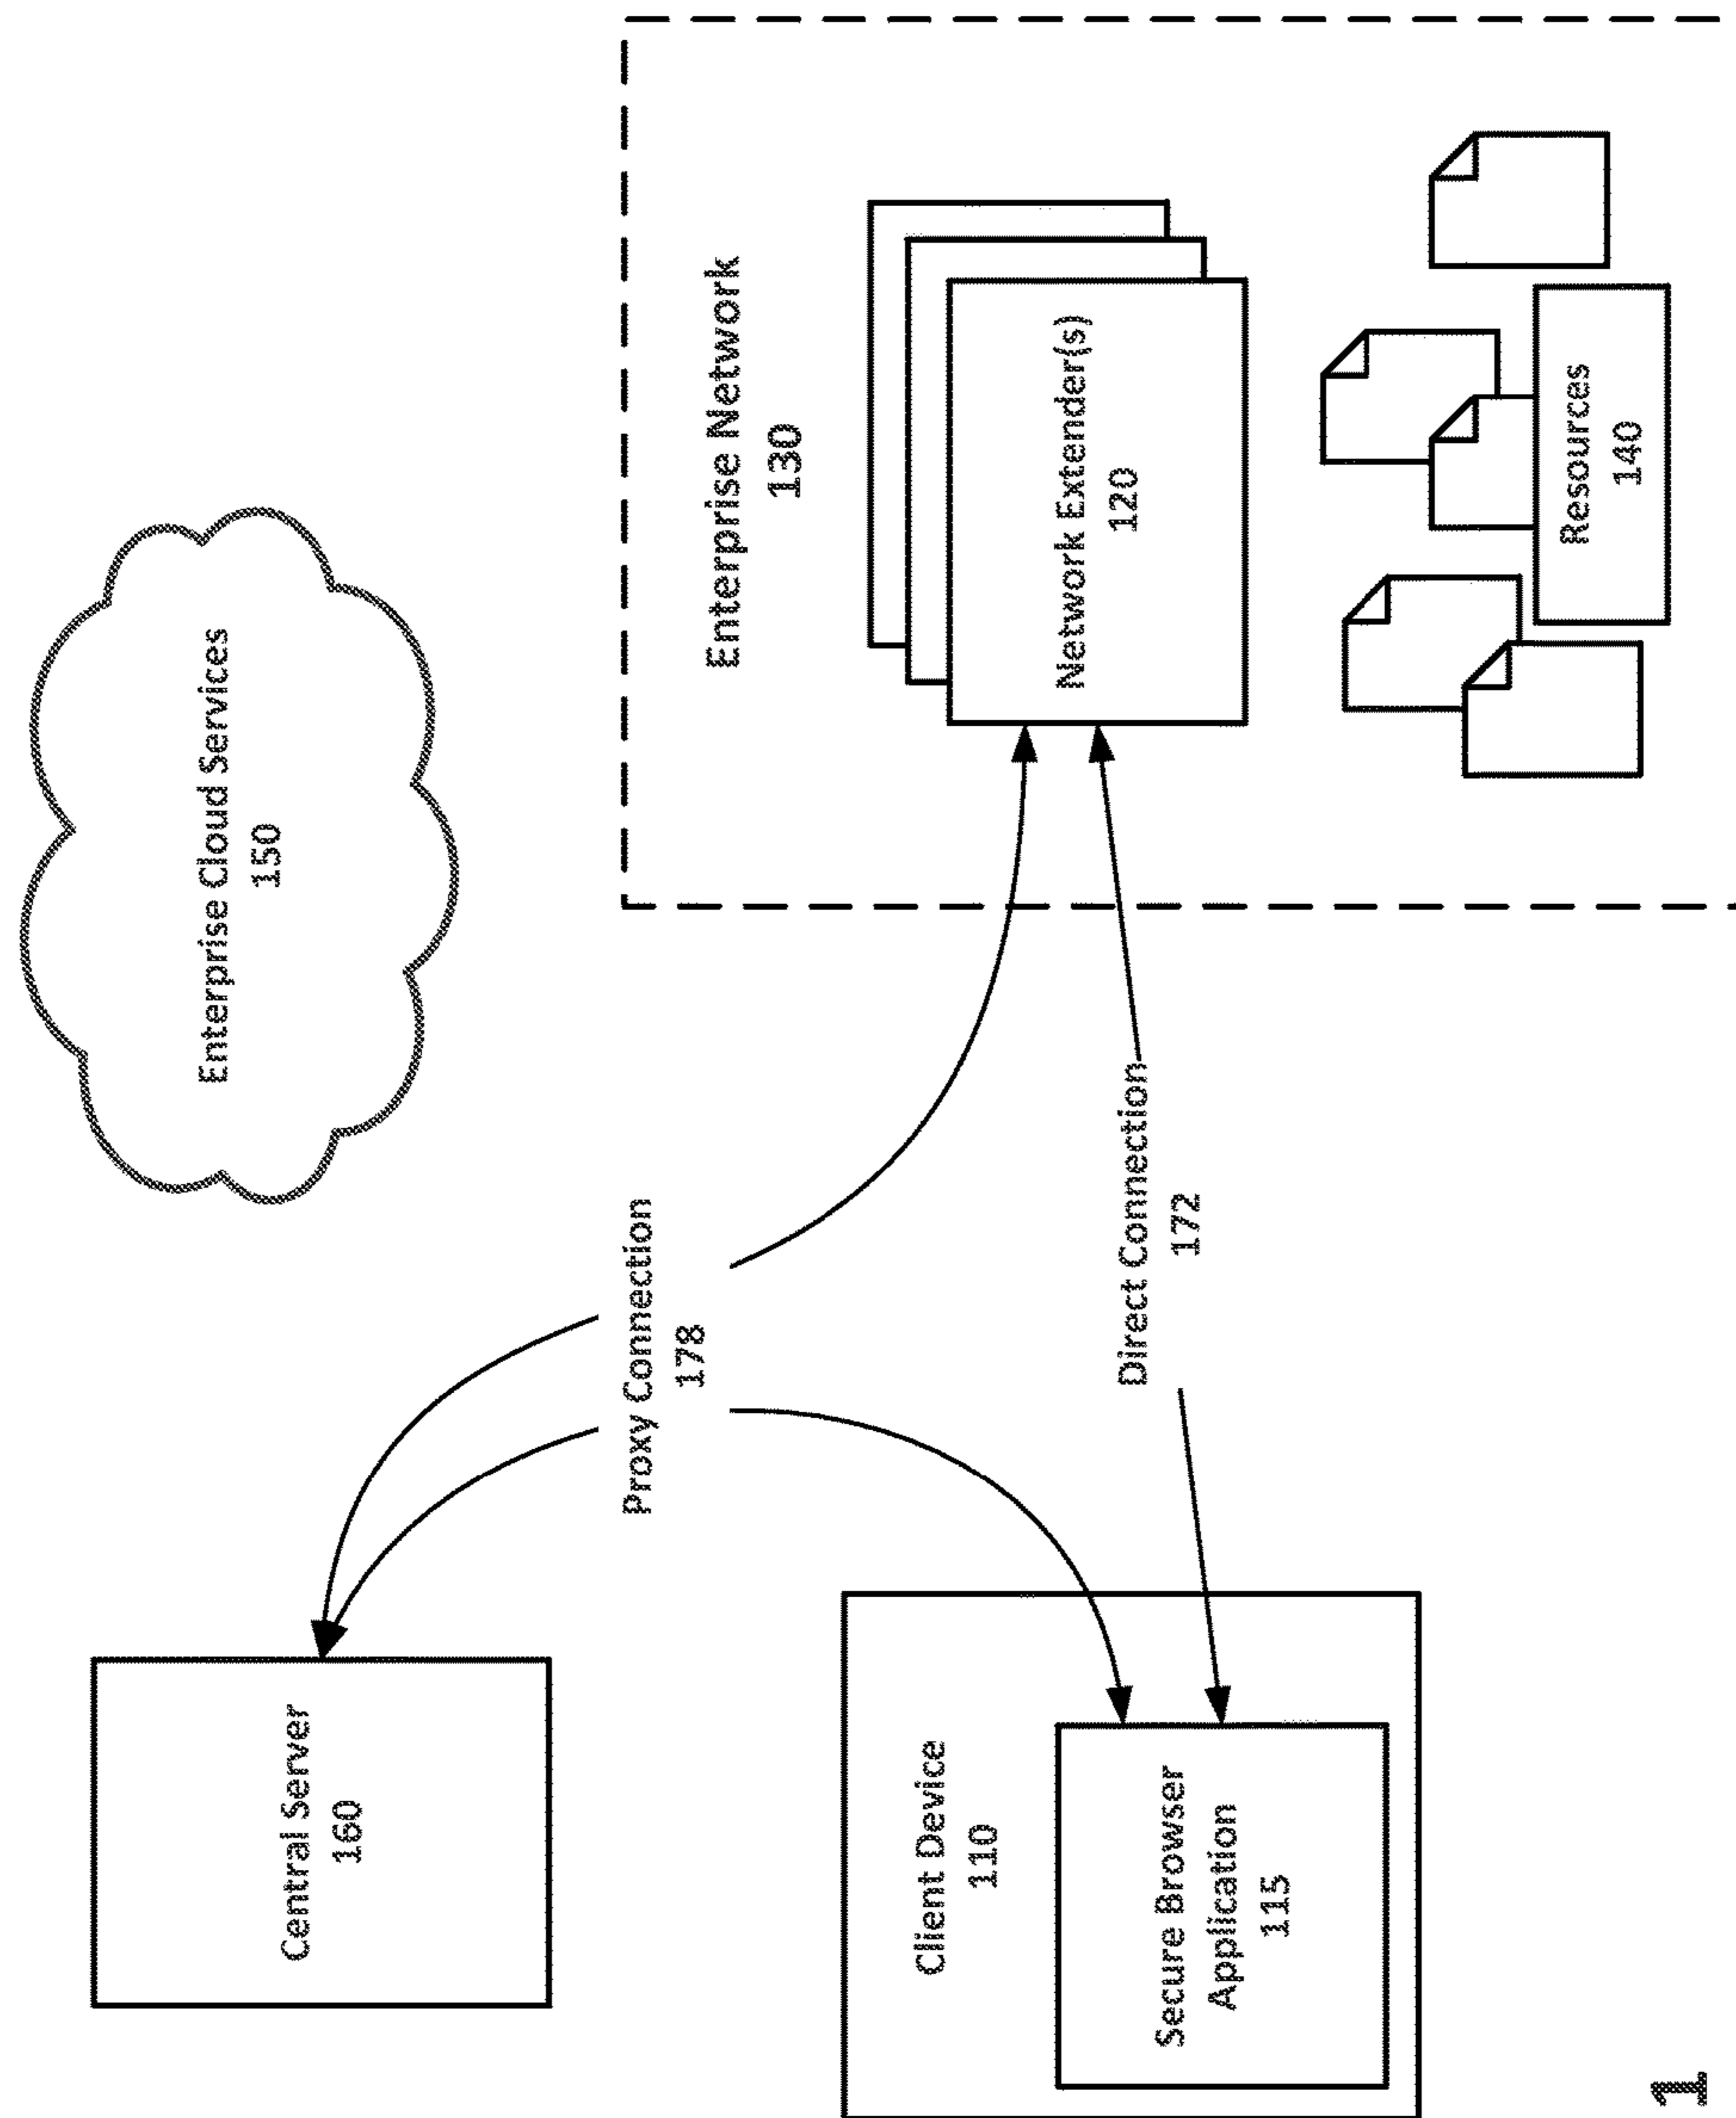 Central Server
160
Enterprise Cloud Services
150
Proxy Connection
178
Enterprise Network
130
Client Device
110
Secure Browser
Application
115
Direct Connection
172
Network Extender(s)
120
Resources
140
1